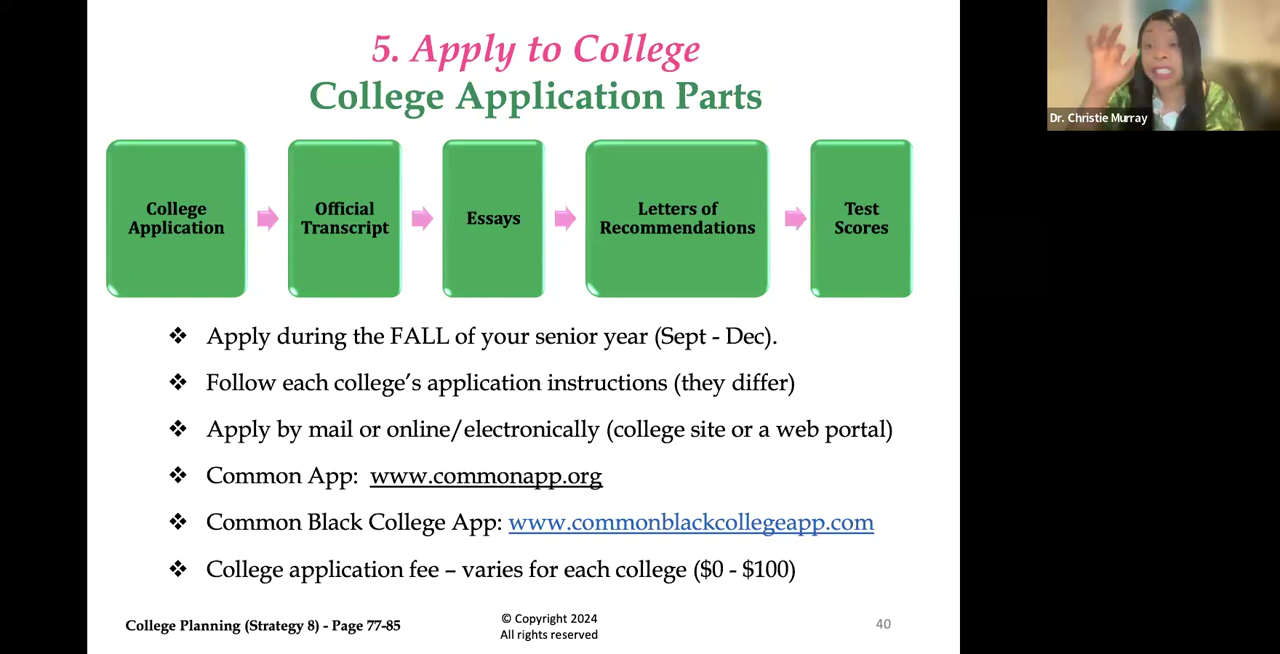 5. Apply to College
College Application Parts
Dr. Christie Murray
College
Application
Official
Transcript
Essays
Letters of
Recommendations
Test
Scores
❖ Apply during the FALL of your senior year (Sept - Dec).
❖ Follow each college’s application instructions (they differ)
❖ Apply by mail or online/electronically (college site or a web portal)
❖ Common App: www.commonapp.org
❖ Common Black College App: www.commonblackcollegeapp.com
❖ College application fee – varies for each college ($0 - $100)
College Planning (Strategy 8) - Page 77-85
© Copyright 2024
All rights reserved
40